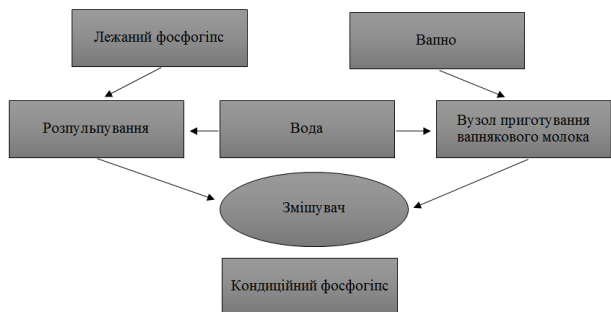 Лежаний фосфогіпс
Вапно
Розпульпування
Вода
Вузол приготування
вапнякового молока
Змішувач
Кондиційний фосфогіпс